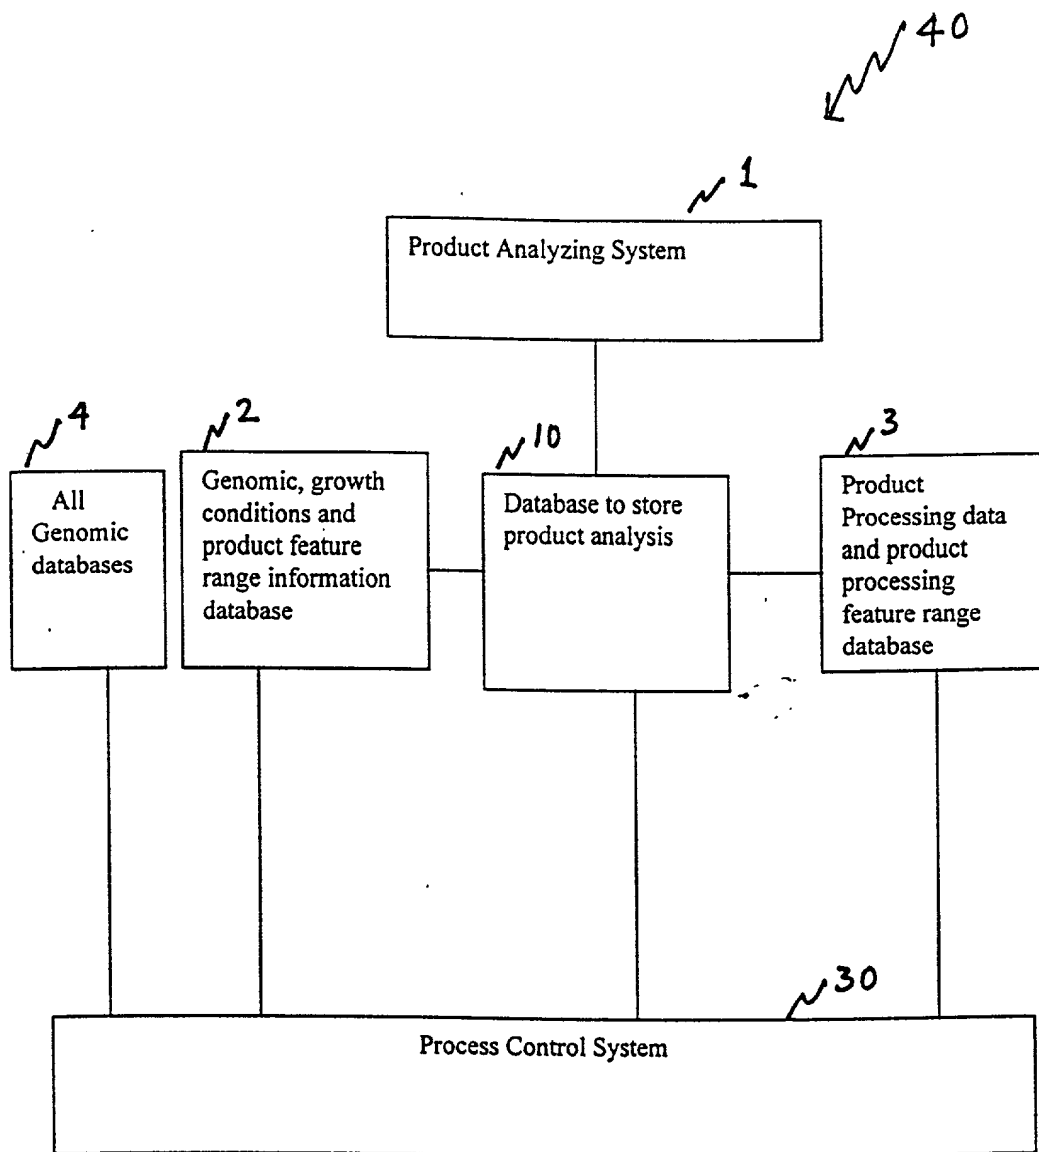 40
1
Product Analyzing System
4
All
Genomic
databases
2
Genomic, growth
conditions and
product feature
range information
database
10
Database to store
product analysis
3
Product
Processing data
and product
processing
feature range
database
30
Process Control System